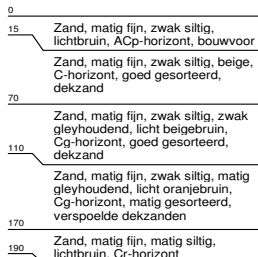 0
15
Zand, matig fijn, zwak siltig,
lichtbruin, ACp-horizont, bouwvoor
Zand, matig fijn, zwak siltig, beige,
C-horizont, goed gesorteerd,
dekzand
70
Zand, matig fijn, zwak siltig, zwak
gleyhoudend, licht beigebruin,
Cg-horizont, goed gesorteerd,
dekzand
110
Zand, matig fijn, zwak siltig, matig
gleyhoudend, licht oranjebruin,
Cg-horizont, matig gesorteerd,
verspoelde dekzanden
170
Zand, matig fijn, matig siltig,
lichtbruin, Cr-horizont
190